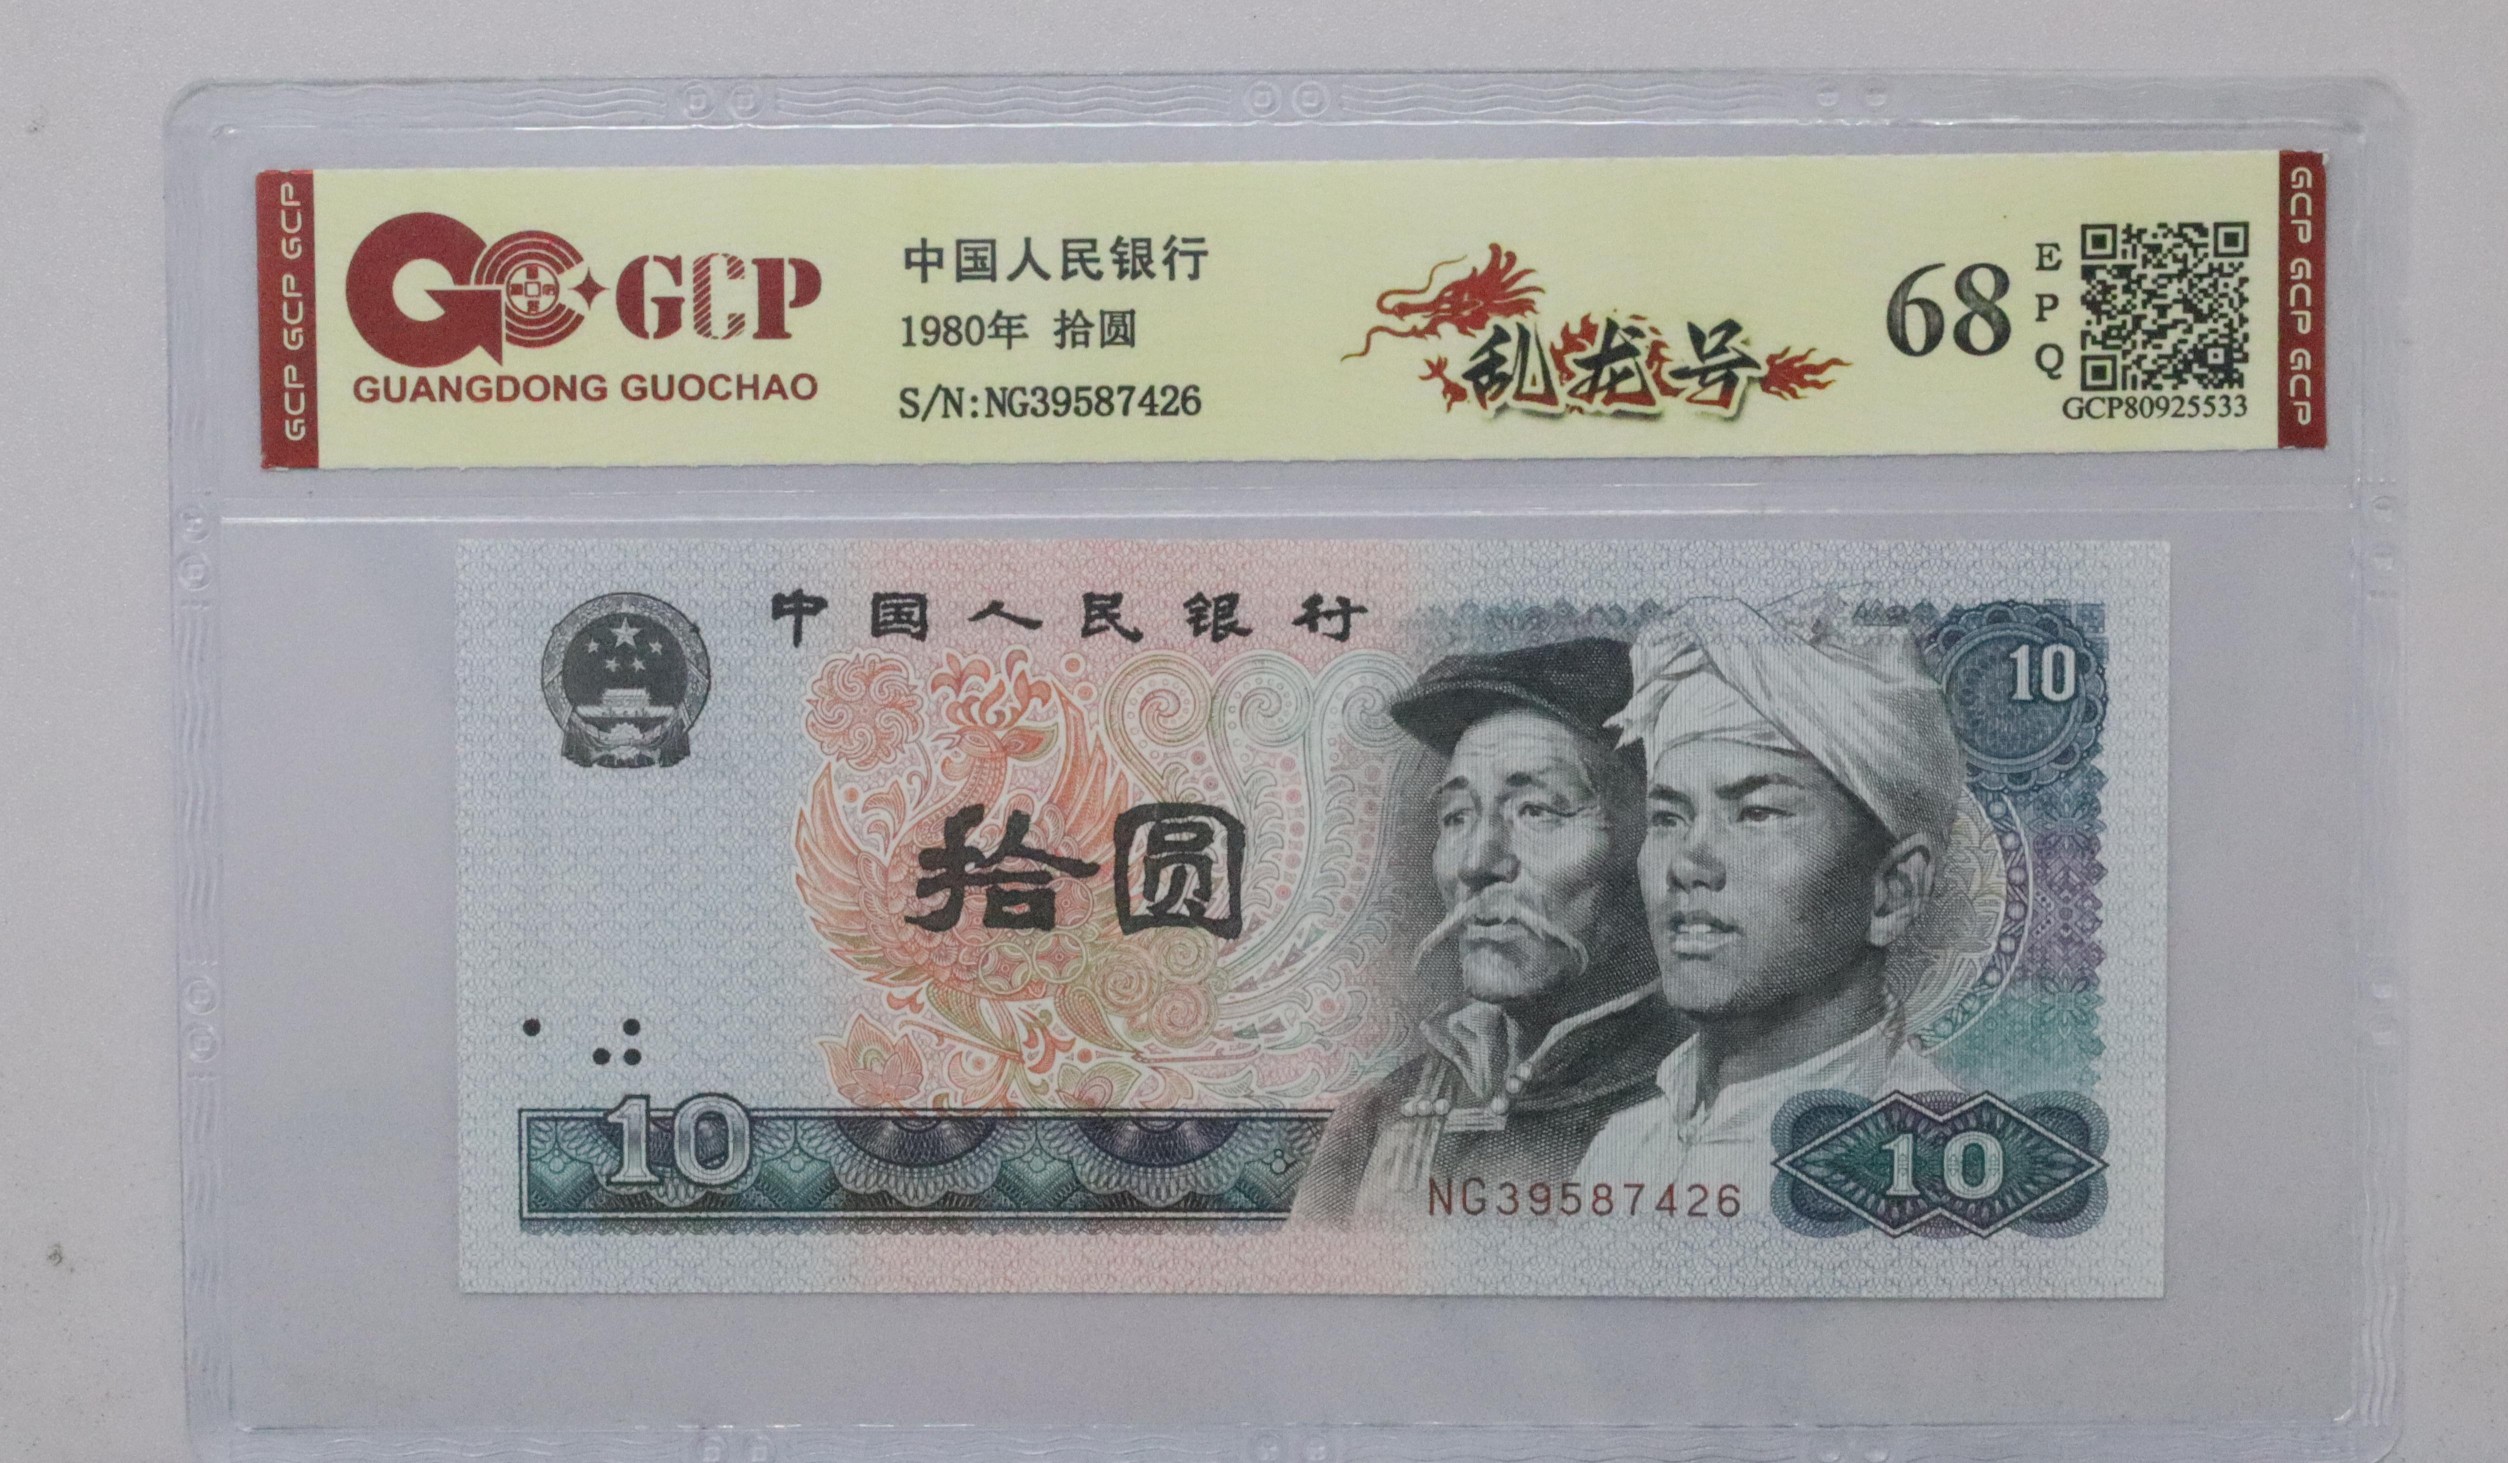 GCP GCP GCP
GCP
GUANGDONG GUOCHAO
中国人民银行
1980年 拾圆
S/N:NG39587426
乱龙号
68
EPQ
GCP80925533
GCP GCP GCP
中国人民银行
10
拾圆
10
NG39587426
10